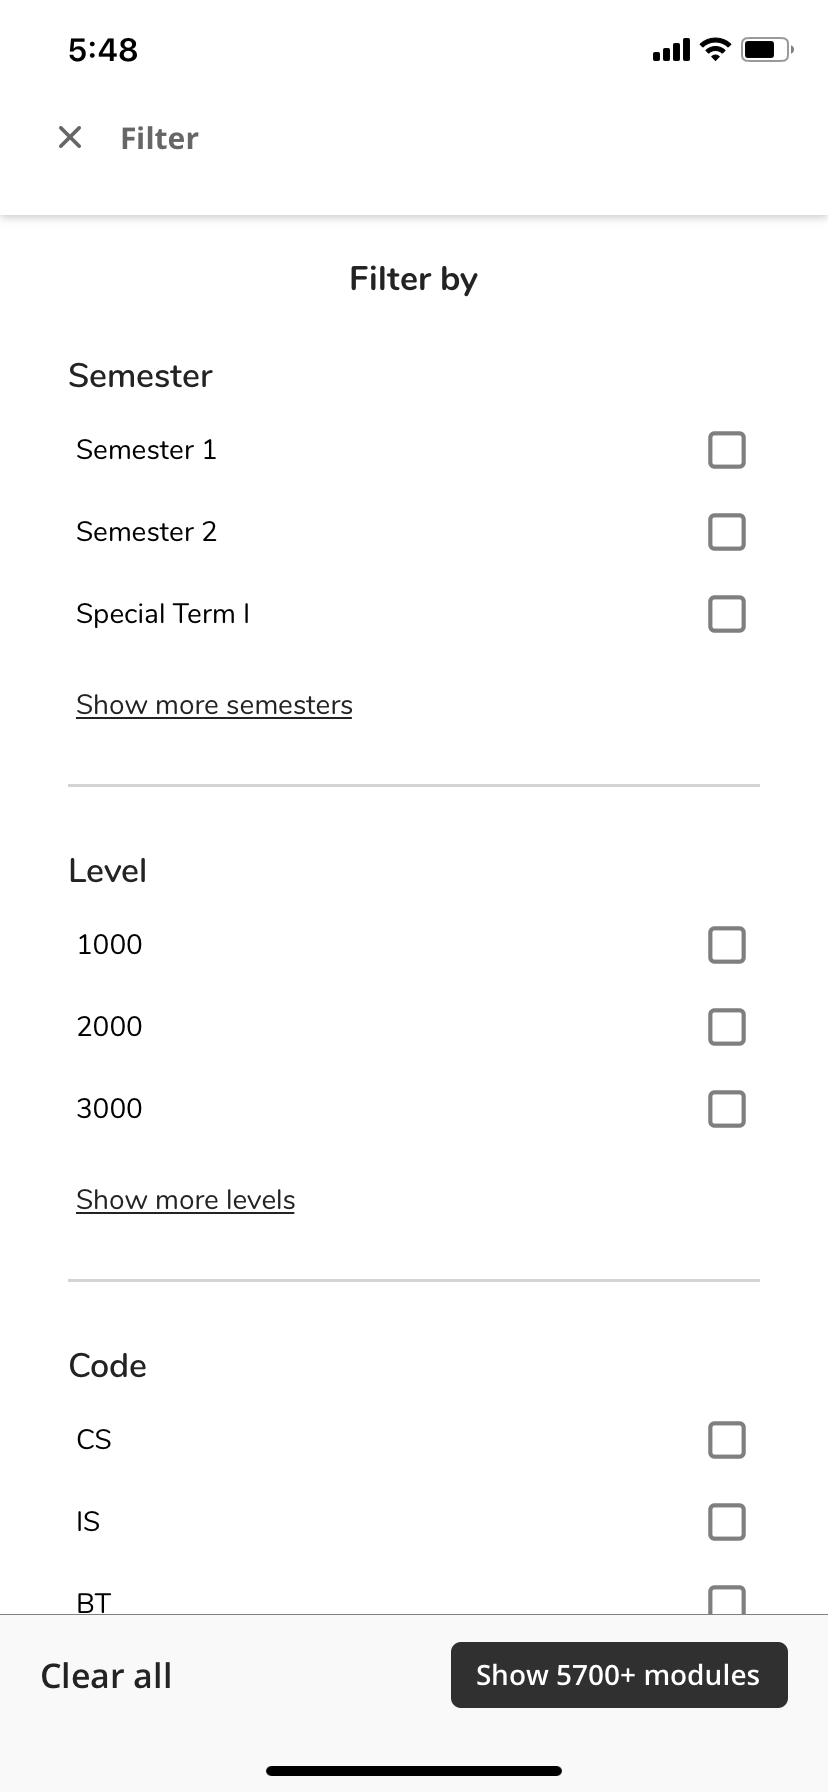 5:48
Filter
Filter by
Semester
Semester 1
Semester 2
Special Term I
Show more semesters
Level
1000
2000
3000
Show more levels
Code
CS
IS
BT
Clear all
Show 5700+ modules